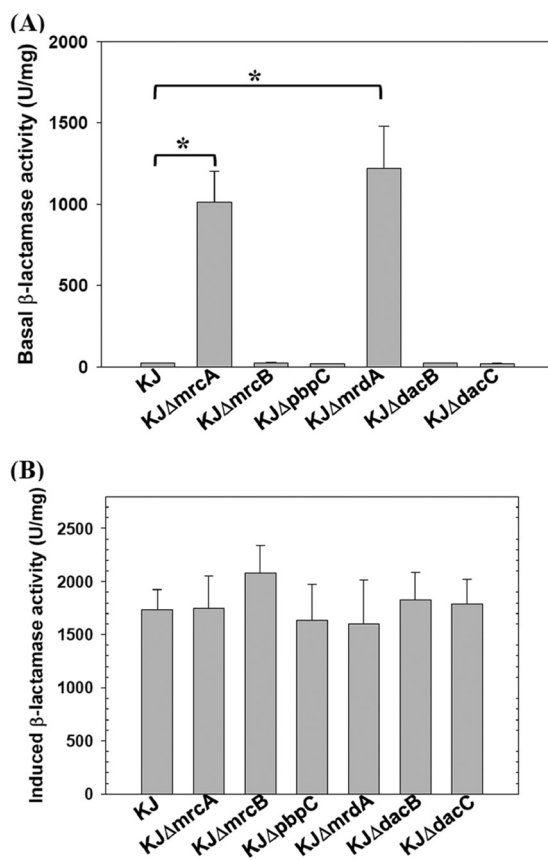 (A)
Basal β-lactamase activity (U/mg)
2000
1500
1000
500
0
*
*
KJ
KJΔmrcA
KJΔmrcB
KJΔpbpC
KJΔmrdA
KJΔdacB
KJΔdacC
(B)
Induced β-lactamase activity (U/mg)
2500
2000
1500
1000
500
0
KJ
KJΔmrcA
KJΔmrcB
KJΔpbpC
KJΔmrdA
KJΔdacB
KJΔdacC